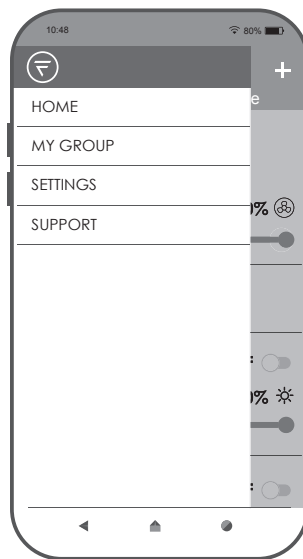 10:48 80%
+
e
HOME
MY GROUP
SETTINGS
SUPPORT
%
%